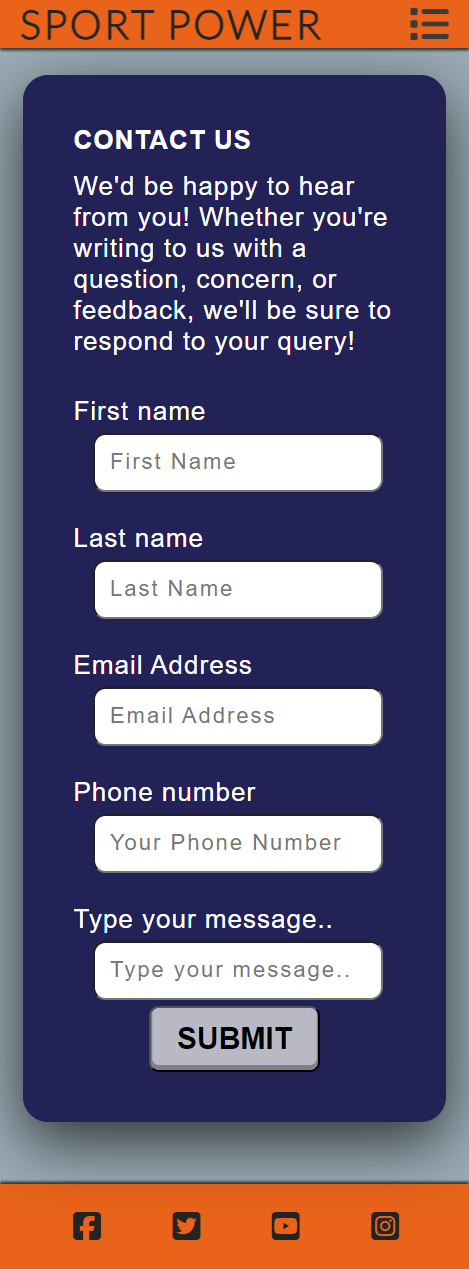 SPORT POWER
CONTACT US
We'd be happy to hear
from you! Whether you're
writing to us with a
question, concern, or
feedback, we'll be sure to
respond to your query!
First name
First Name
Last name
Last Name
Email Address
Email Address
Phone number
Your Phone Number
Type your message..
Type your message..
SUBMIT